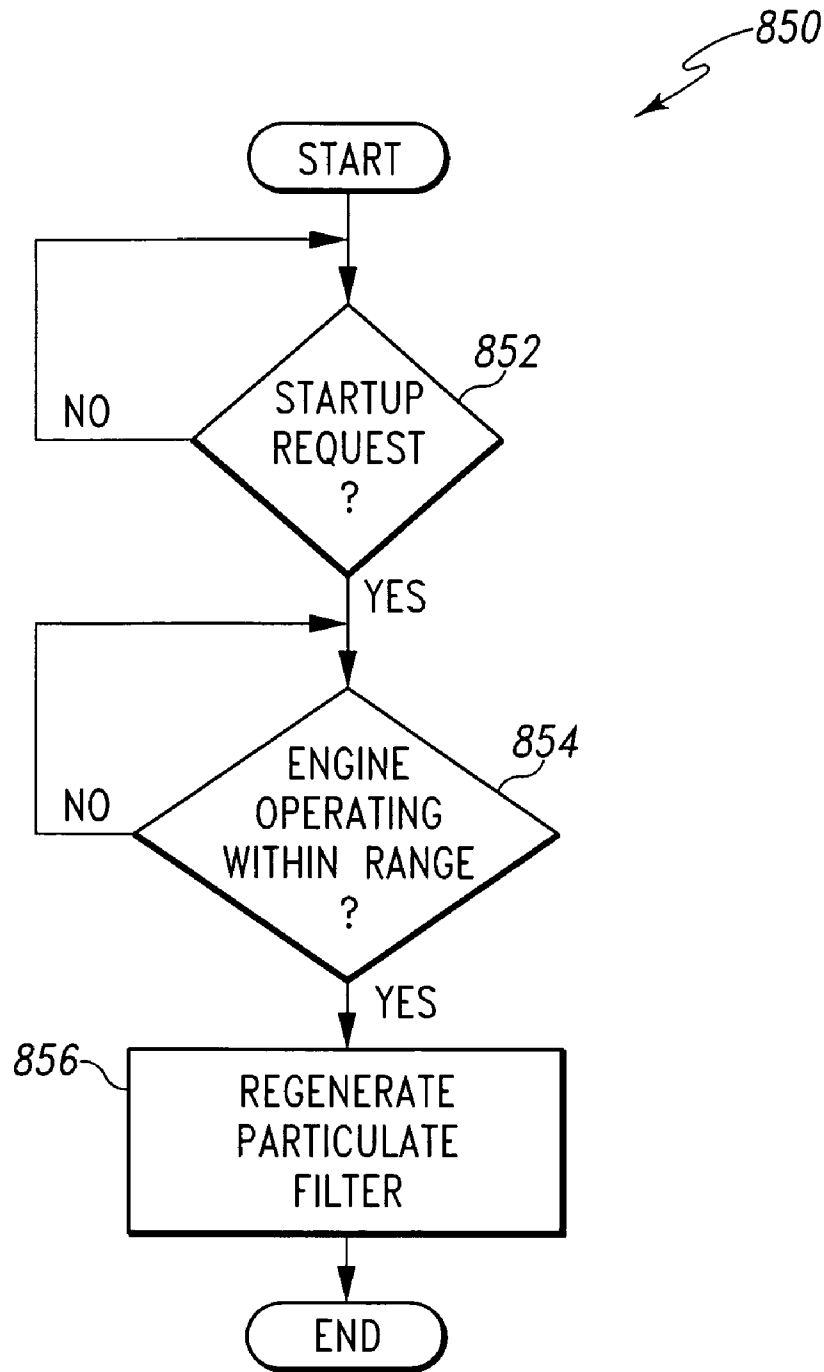 850
START
852
STARTUP
REQUEST
?
NO
YES
854
ENGINE
OPERATING
WITHIN RANGE
?
NO
YES
856
REGENERATE
PARTICULATE
FILTER
END